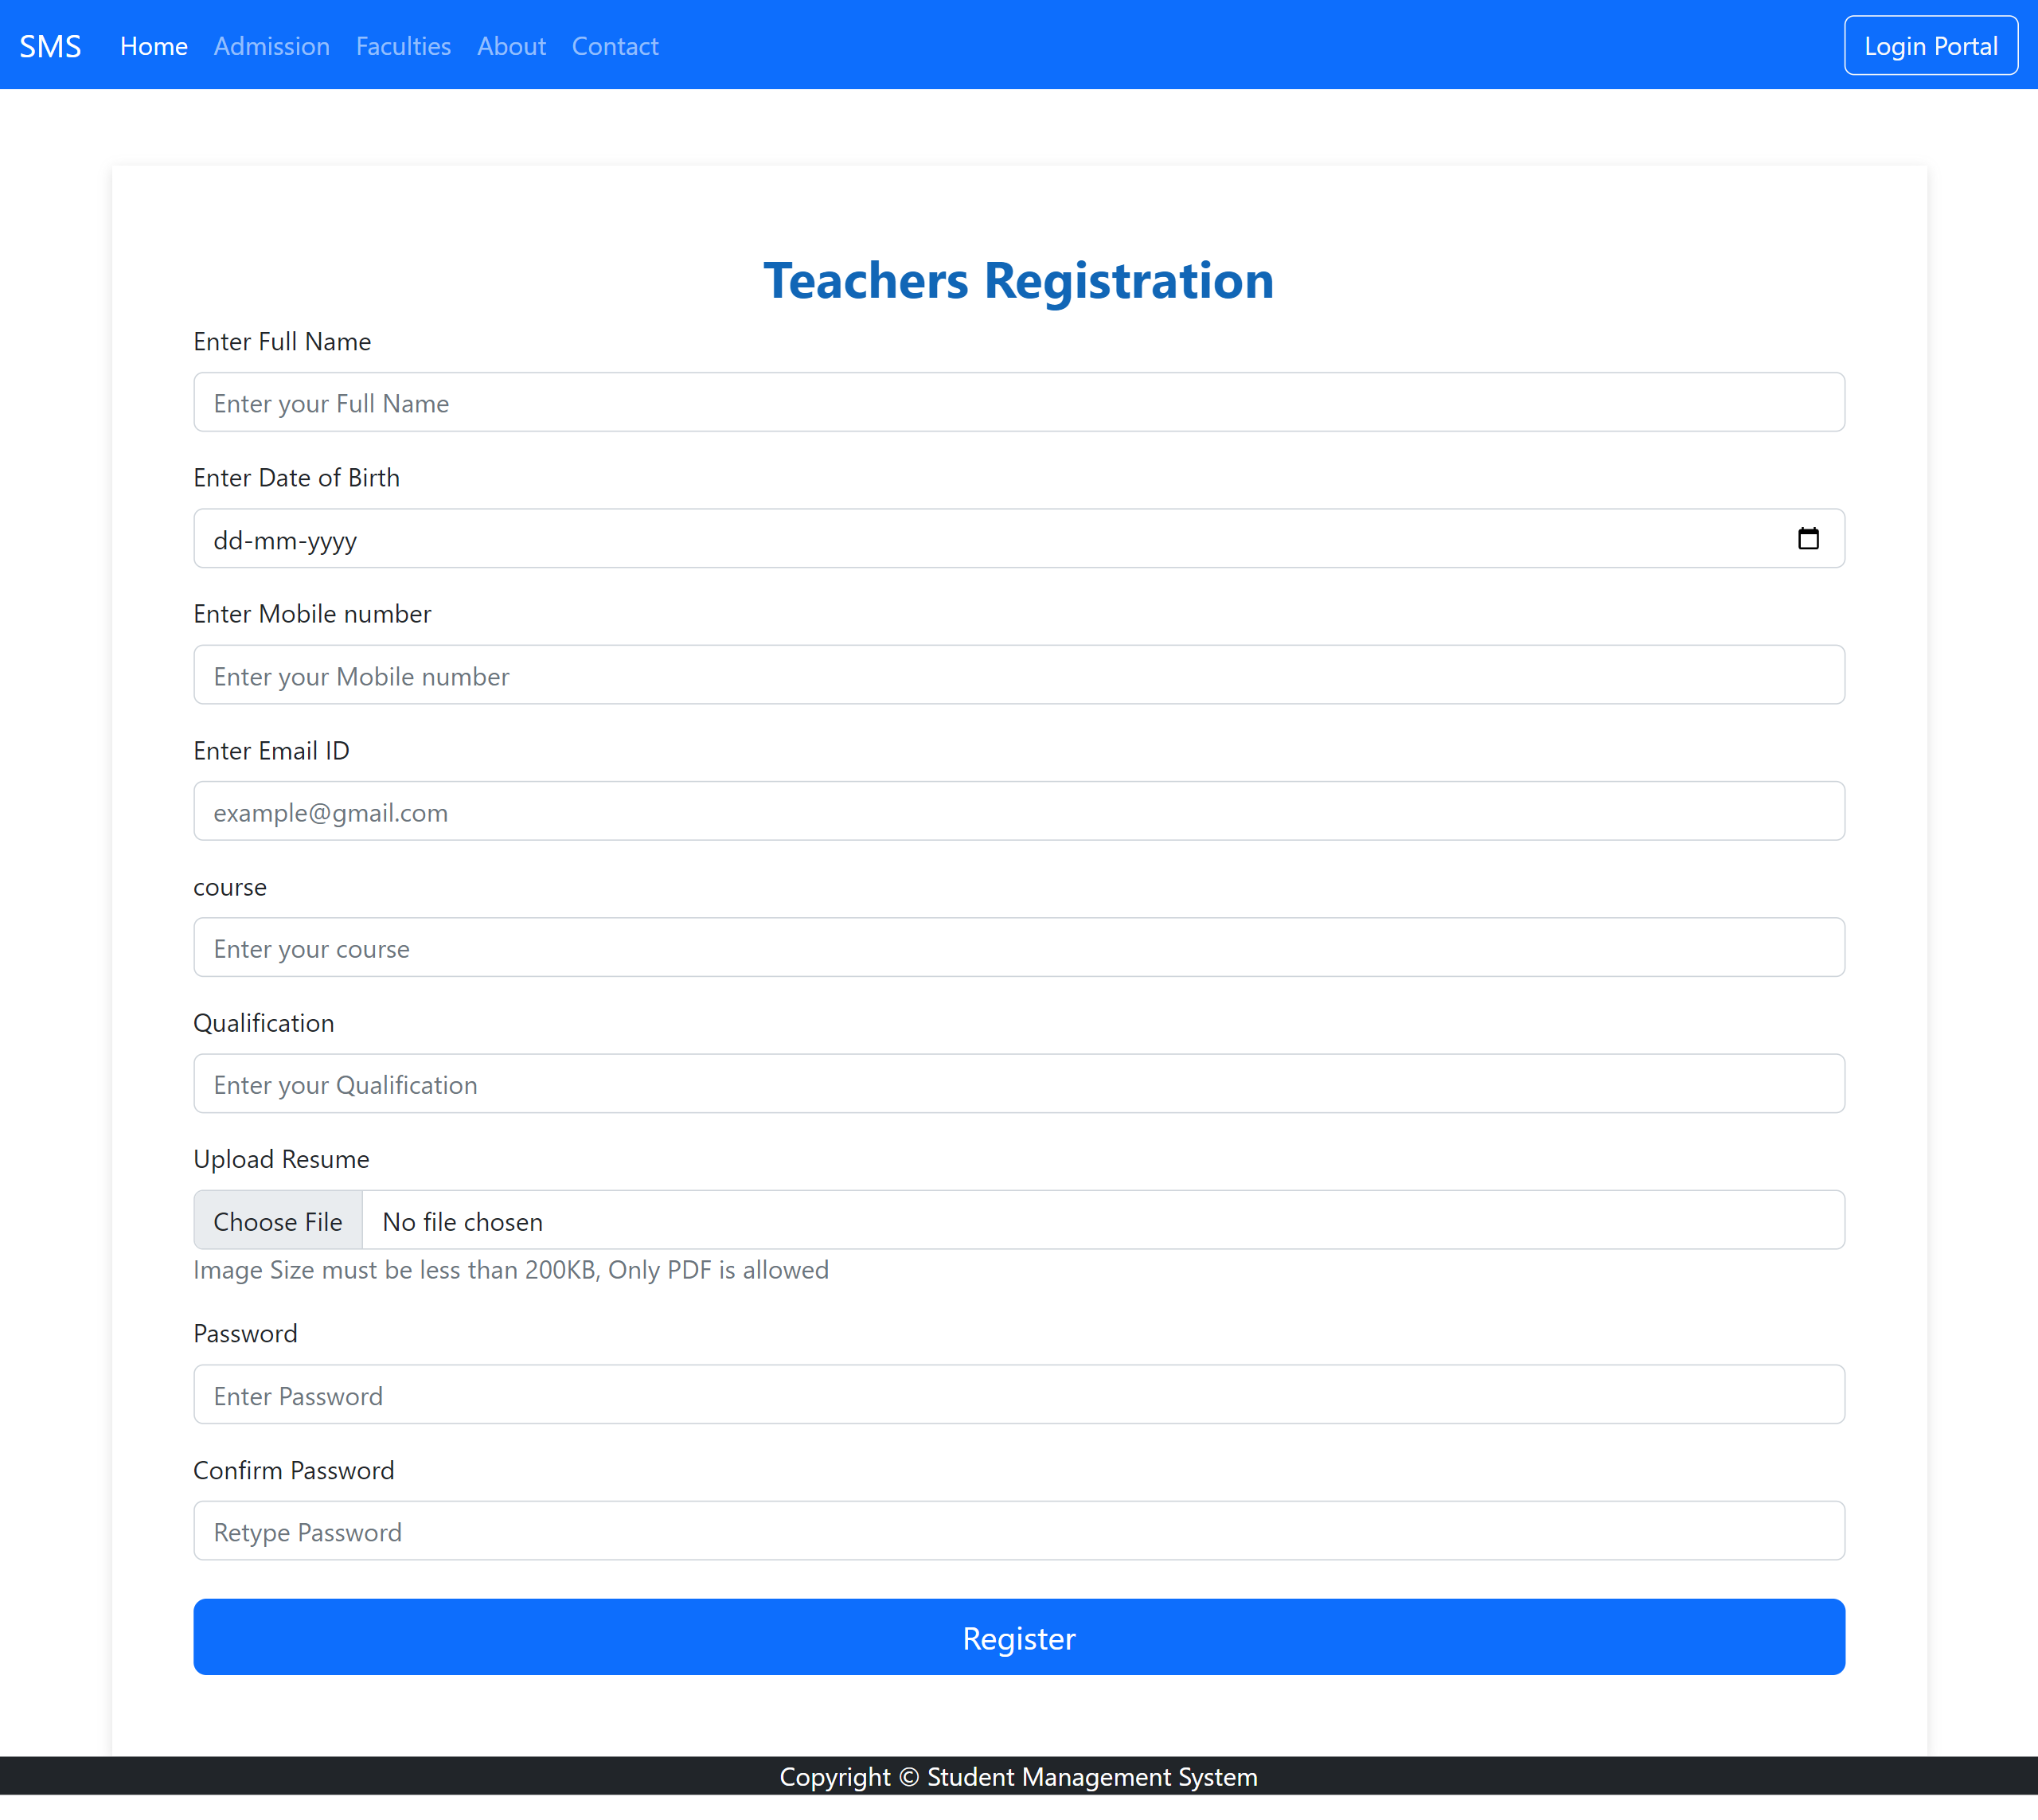 SMS Home Admission Faculties About Contact Login Portal
Teachers Registration
Enter Full Name
Enter your Full Name
Enter Date of Birth
dd-mm-yyyy
Enter Mobile number
Enter your Mobile number
Enter Email ID
example@gmail.com
course
Enter your course
Qualification
Enter your Qualification
Upload Resume
Choose File No file chosen
Image Size must be less than 200KB, Only PDF is allowed
Password
Enter Password
Confirm Password
Retype Password
Register
Copyright © Student Management System